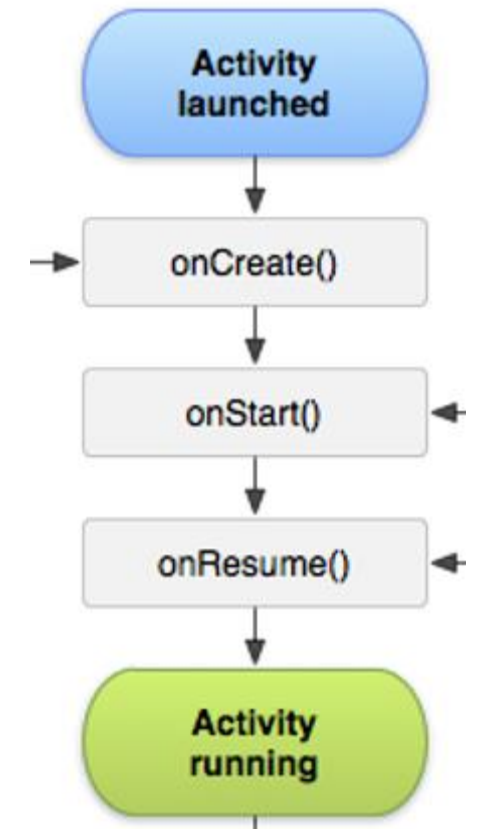 Activity
launched
onCreate()
onStart()
onResume()
Activity
running